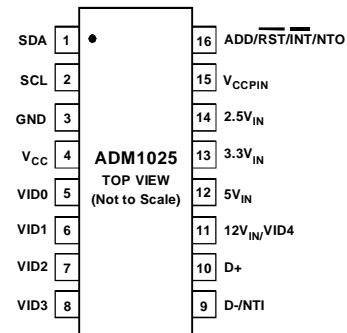 SDA 1
SCL 2
GND 3
VCC 4
VID0 5
VID1 6
VID2 7
VID3 8
ADM1025
TOP VIEW
(Not to Scale)
16 ADD/RST/INT/NTO
15 VCCPIN
14 2.5VIN
13 3.3VIN
12 5VIN
11 12VIN/VID4
10 D+
9 D-/NTI